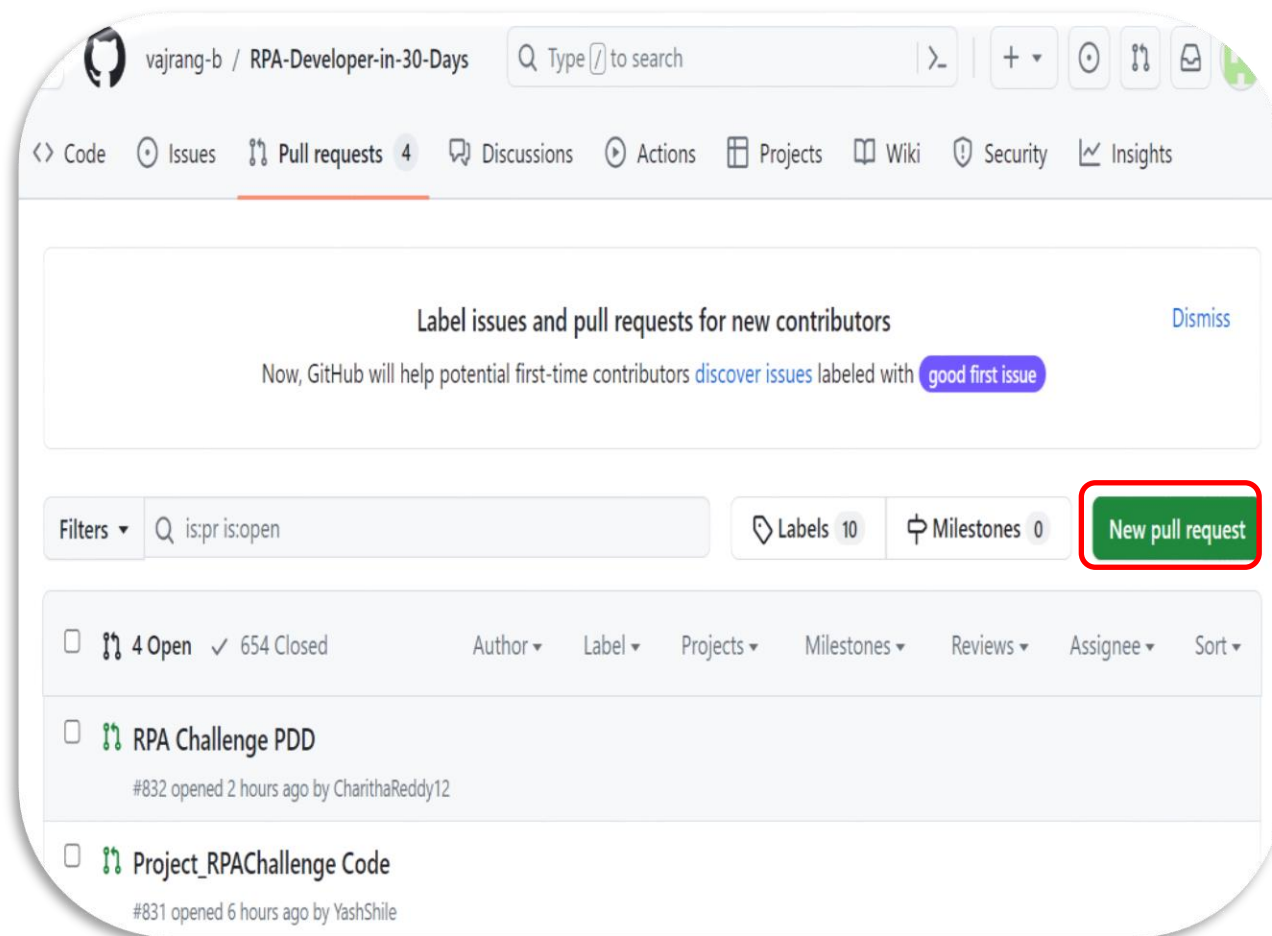 vajrang-b / RPA-Developer-in-30-Days Type / to search
Code Issues Pull requests 4 Discussions Actions Projects Wiki Security Insights
Label issues and pull requests for new contributors Dismiss
Now, GitHub will help potential first-time contributors discover issues labeled with good first issue
Filters is:pr is:open Labels 10 Milestones 0 New pull request
4 Open 654 Closed Author Label Projects Milestones Reviews Assignee Sort
RPA Challenge PDD
#832 opened 2 hours ago by CharithaReddy12
Project_RPAChallenge Code
#831 opened 6 hours ago by YashShile